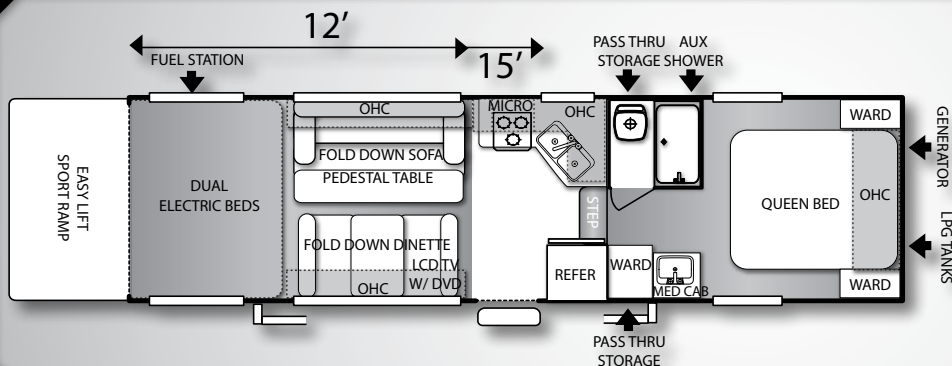 12’
15’
FUEL STATION
PASS THRU
STORAGE
AUX
SHOWER
OHC
MICRO
OHC
WARD
FOLD DOWN SOFA
PEDESTAL TABLE
DUAL
ELECTRIC BEDS
EASY LIFT
SPORT RAMP
FOLD DOWN DINETTE
LCD TV
W/ DVD
OHC
STEP
REFER
WARD
MED CAB
QUEEN BED
OHC
WARD
GENERATOR
LPG TANKS
PASS THRU
STORAGE